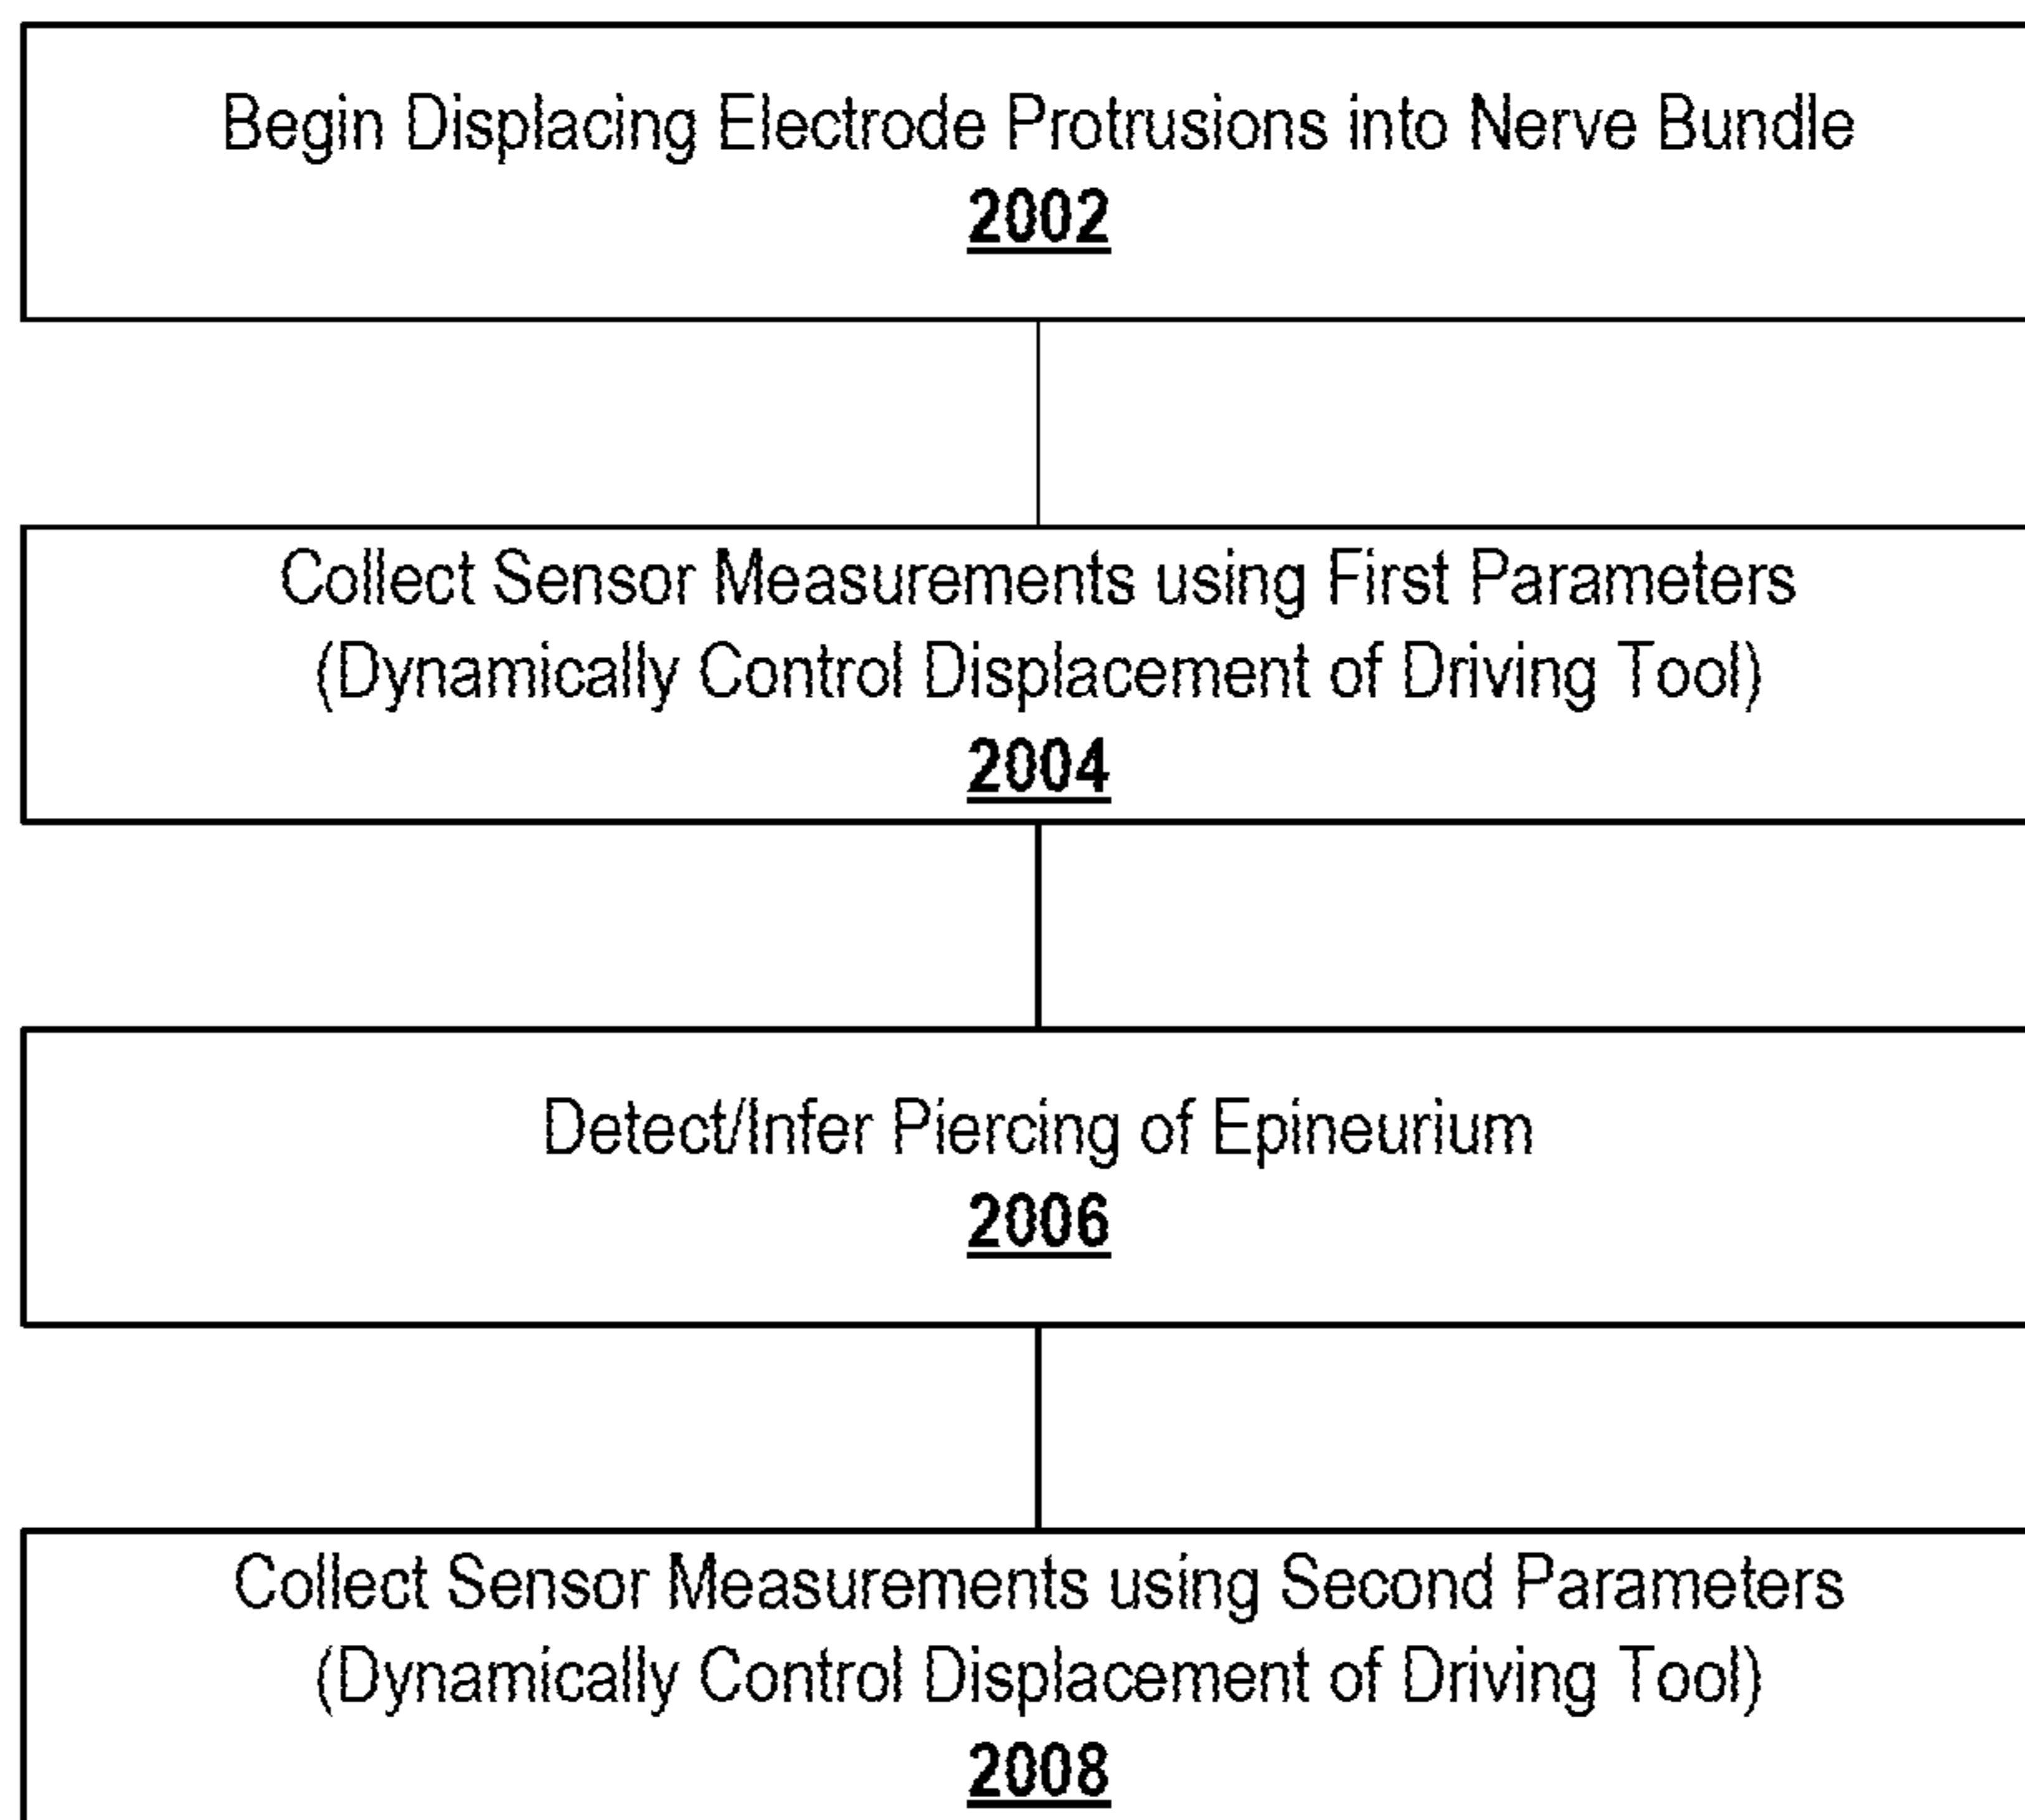 Begin Displacing Electrode Protrusions into Nerve Bundle
2002
Collect Sensor Measurements using First Parameters
(Dynamically Control Displacement of Driving Tool)
2004
Detect/Infer Piercing of Epineurium
2006
Collect Sensor Measurements using Second Parameters
(Dynamically Control Displacement of Driving Tool)
2008